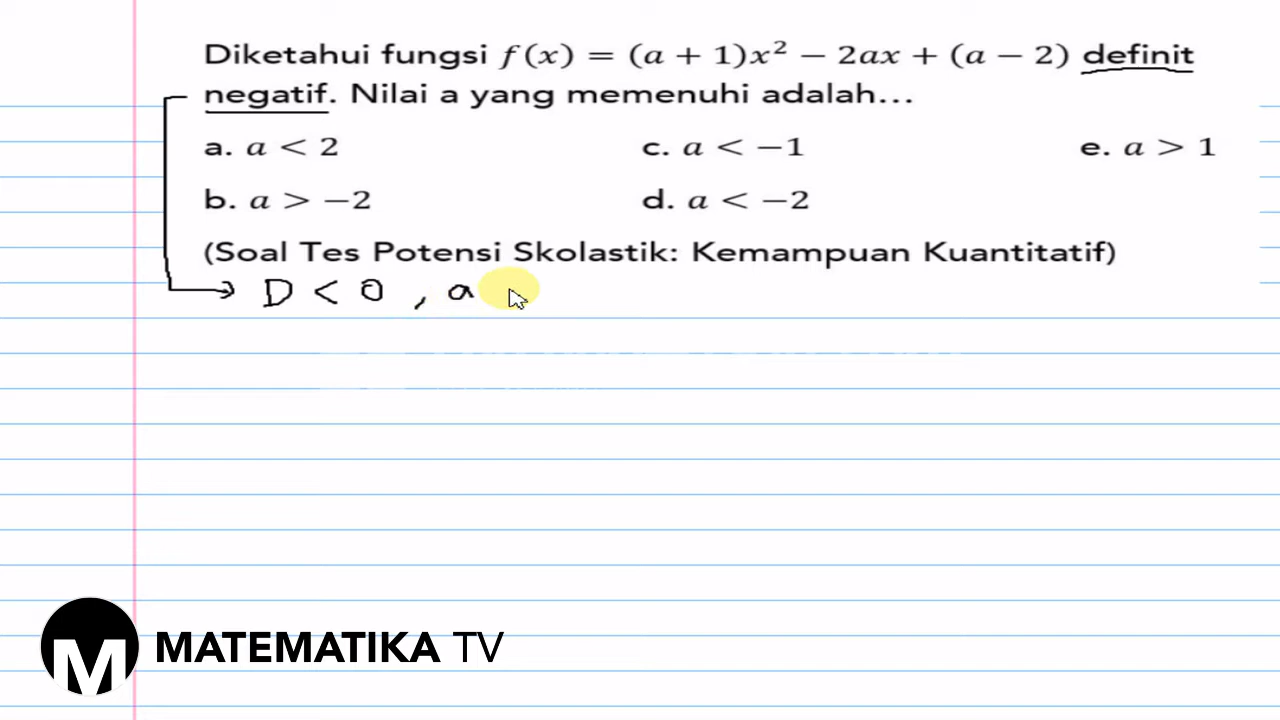 Diketahui fungsi f(x) = (a + 1)x² − 2ax + (a − 2) definit
negatif. Nilai a yang memenuhi adalah...
a. a < 2 c. a < −1 e. a > 1
b. a > −2 d. a < −2
(Soal Tes Potensi Skolastik: Kemampuan Kuantitatif)
→ D < 0 , a
M MATEMATIKA TV